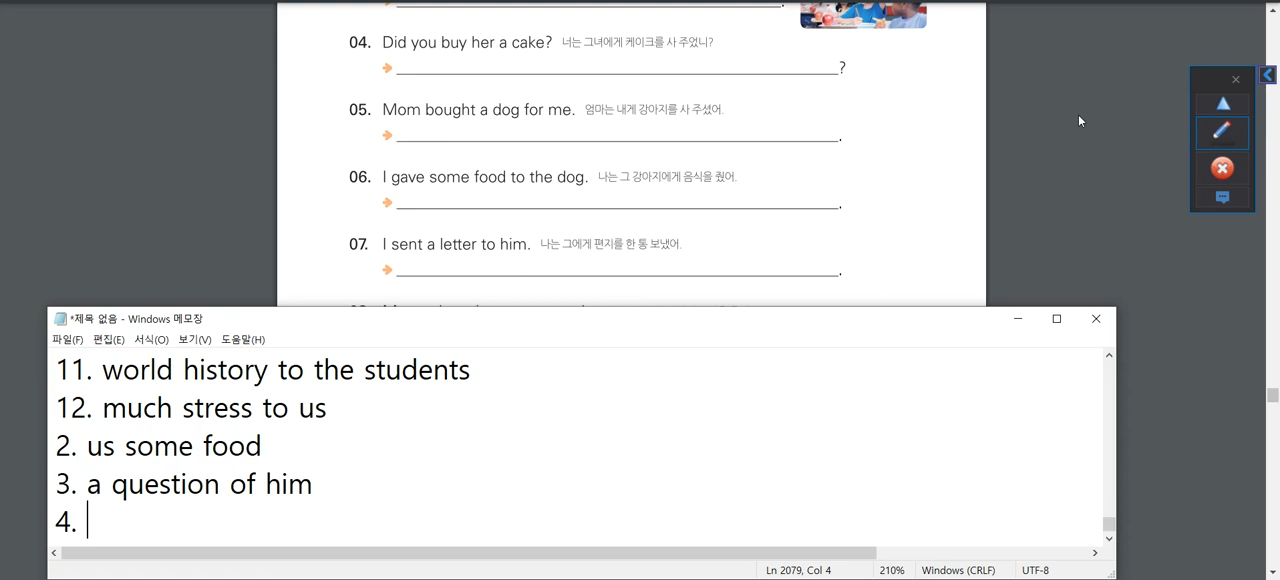 04. Did you buy her a cake? 너는 그녀에게 케이크를 사 주었니?
?
05. Mom bought a dog for me. 엄마는 내게 강아지를 사 주셨어.
.
06. I gave some food to the dog. 나는 그 강아지에게 음식을 줬어.
.
07. I sent a letter to him. 나는 그에게 편지를 한 통 보냈어.
.
*제목 없음 - Windows 메모장
파일(F) 편집(E) 서식(O) 보기(V) 도움말(H)
11. world history to the students
12. much stress to us
2. us some food
3. a question of him
4.
Ln 2079, Col 4 210% Windows (CRLF) UTF-8